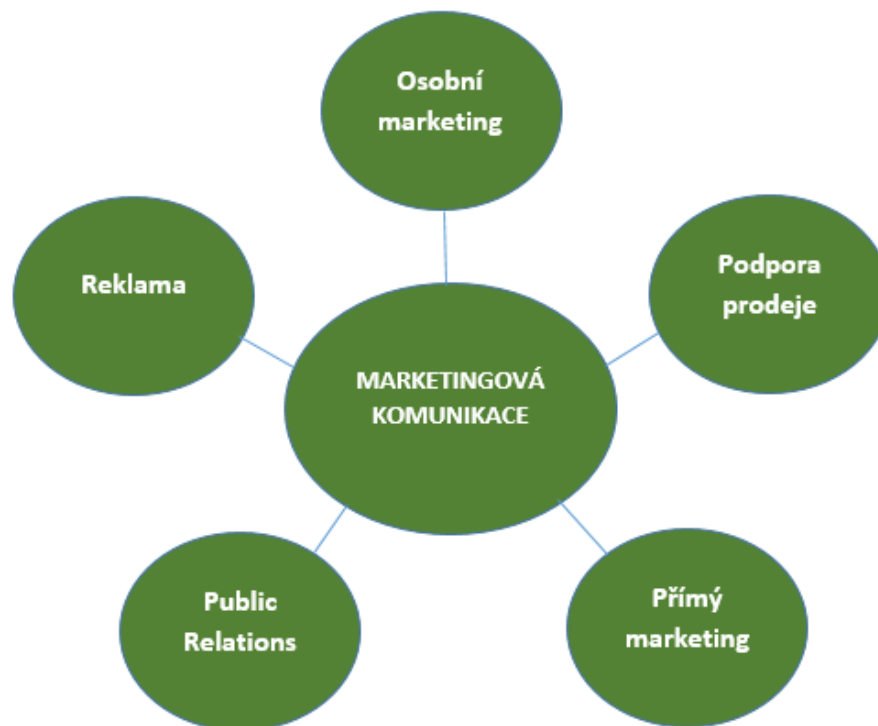 Osobní
marketing
Reklama
Podpora
prodeje
MARKETINGOVÁ
KOMUNIKACE
Public
Relations
Přímý
marketing